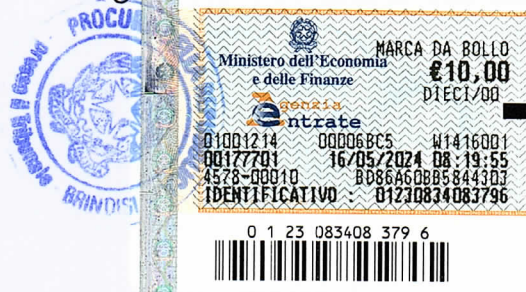 PROCU
BRINDISI
Ministero dell'Economia
e delle Finanze
MARCA DA BOLLO
€10,00
DIECI/00
Agenzia
Entrate
01001214 00006BC5 W1416001
00177701 16/05/2024 08:19:55
4578-00010 BD86A60BB5844303
IDENTIFICATIVO : 01230834083796
0 1 23 083408 379 6